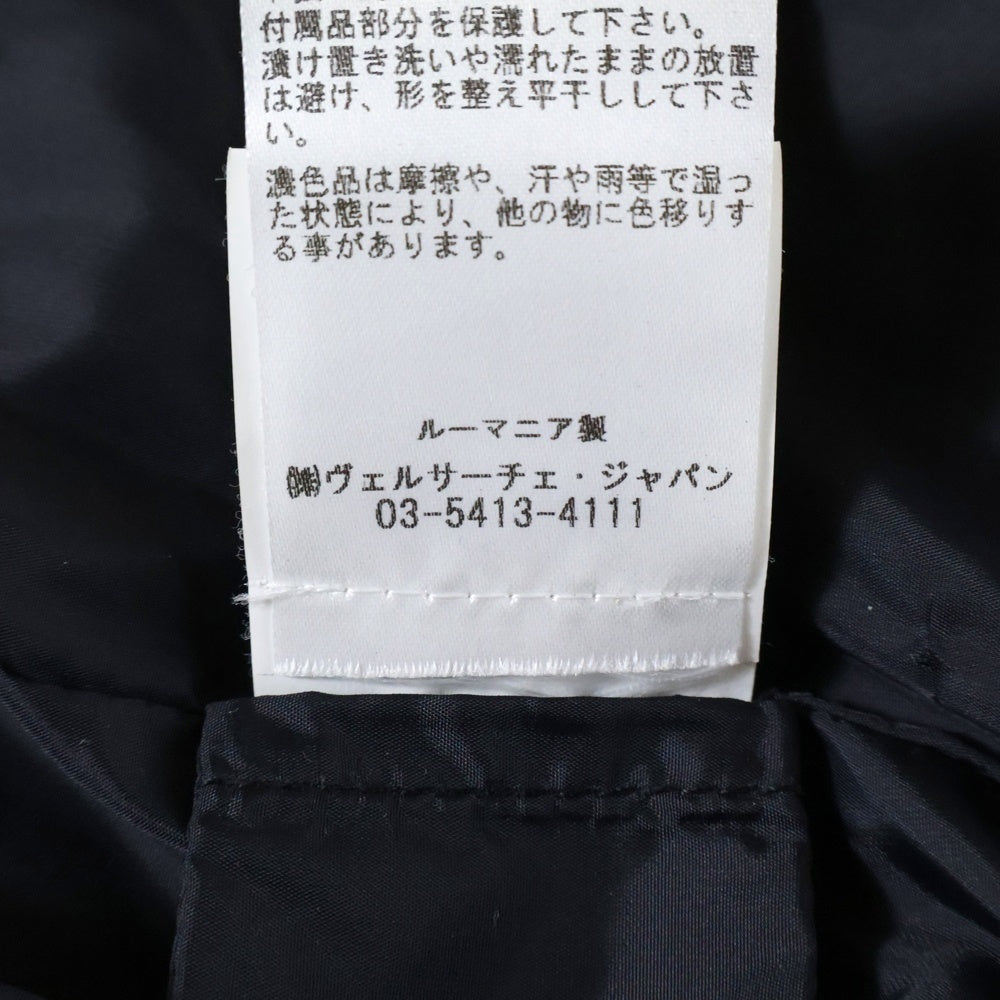 付属品部分を保護して下さい。
漬け置き洗いや濡れたままの放置
は避け、形を整え平干しして下さ
い。
濃色品は摩擦や、汗や雨等で湿っ
た状態により、他の物に色移りす
る事があります。
ルーマニア製
㈱ヴェルサーチェ・ジャパン
03-5413-4111